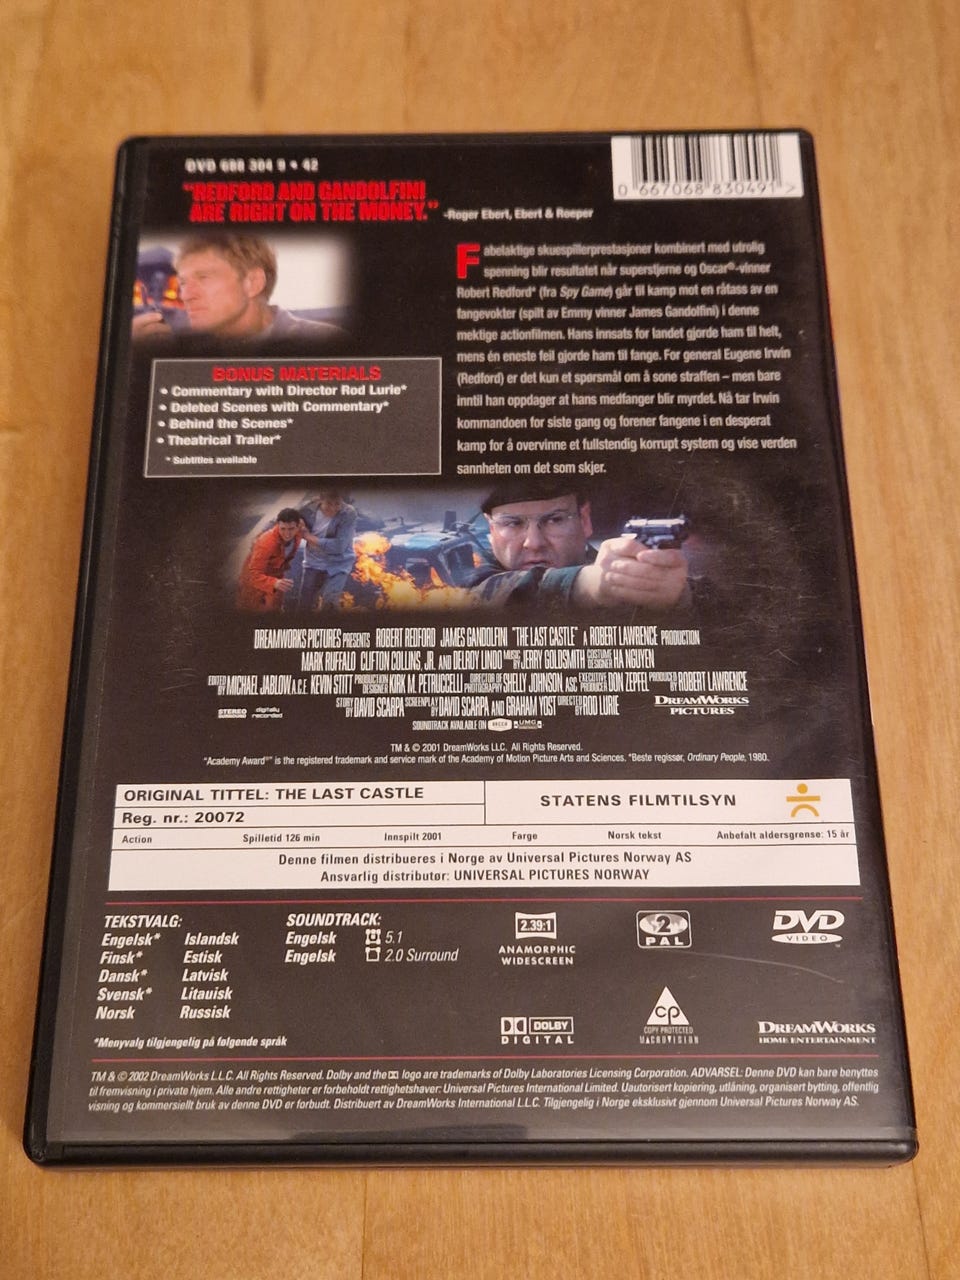 DVD 688 304 9 • 42
0 667068 830491 >
"REDFORD AND GANDOLFINI
ARE RIGHT ON THE MONEY."
-Roger Ebert, Ebert & Roeper
Fabelaktige skuespillerprestasjoner kombinert med utrolig
spenning blir resultatet når superstjerne og Oscar®-vinner
Robert Redford* (fra Spy Game) går til kamp mot en råtass av en
fangevokter (spilt av Emmy vinner James Gandolfini) i denne
mektige actionfilmen. Hans innsats for landet gjorde ham til helt,
mens én eneste feil gjorde ham til fange. For general Eugene Irwin
(Redford) er det kun et spørsmål om å sone straffen – men bare
inntil han oppdager at hans medfanger blir myrdet. Nå tar Irwin
kommandoen for siste gang og forener fangene i en desperat
kamp for å overvinne et fullstendig korrupt system og vise verden
sannheten om det som skjer.
BONUS MATERIALS
• Commentary with Director Rod Lurie*
• Deleted Scenes with Commentary*
• Behind the Scenes*
• Theatrical Trailer*
* Subtitles available
DREAMWORKS PICTURES PRESENTS ROBERT REDFORD JAMES GANDOLFINI "THE LAST CASTLE" A ROBERT LAWRENCE PRODUCTION
MARK RUFFALO CLIFTON COLLINS, JR. AND DELROY LINDO MUSIC BY JERRY GOLDSMITH COSTUME DESIGNER HA NGUYEN
EDITED BY MICHAEL JABLOW A.C.E. KEVIN STITT PRODUCTION DESIGNER KIRK M. PETRUCCELLI DIRECTOR OF PHOTOGRAPHY SHELLY JOHNSON ASC EXECUTIVE PRODUCER DON ZEPFEL PRODUCED BY ROBERT LAWRENCE
STORY BY DAVID SCARPA SCREENPLAY BY DAVID SCARPA AND GRAHAM YOST DIRECTED BY ROD LURIE
STEREO SURROUND digitally recorded
DREAMWORKS PICTURES
SOUNDTRACK AVAILABLE ON DECCA UMG
TM & © 2001 DreamWorks LLC. All Rights Reserved.
"Academy Award®" is the registered trademark and service mark of the Academy of Motion Picture Arts and Sciences. *Beste regissør, Ordinary People, 1980.
ORIGINAL TITTEL: THE LAST CASTLE
Reg. nr.: 20072
STATENS FILMTILSYN
Action Spilletid 126 min Innspilt 2001 Farge Norsk tekst Anbefalt aldersgrense: 15 år
Denne filmen distribueres i Norge av Universal Pictures Norway AS
Ansvarlig distributør: UNIVERSAL PICTURES NORWAY
TEKSTVALG:
Engelsk* Islandsk
Finsk* Estisk
Dansk* Latvisk
Svensk* Litauisk
Norsk Russisk
*Menyvalg tilgjengelig på følgende språk
SOUNDTRACK:
Engelsk 5.1
Engelsk 2.0 Surround
2.39:1
ANAMORPHIC
WIDESCREEN
2
PAL
DVD
VIDEO
DOLBY
DIGITAL
CP
COPY PROTECTED
MACROVISION
DREAMWORKS
HOME ENTERTAINMENT
TM & © 2002 DreamWorks L.L.C. All Rights Reserved. Dolby and the logo are trademarks of Dolby Laboratories Licensing Corporation. ADVARSEL: Denne DVD kan bare benyttes
til fremvisning i private hjem. Alle andre rettigheter er forbeholdt rettighetshaver: Universal Pictures International Limited. Uautorisert kopiering, utlåning, organisert bytting, offentlig
visning og kommersiellt bruk av denne DVD er forbudt. Distribuert av DreamWorks International L.L.C. Tilgjengelig i Norge eksklusivt gjennom Universal Pictures Norway AS.